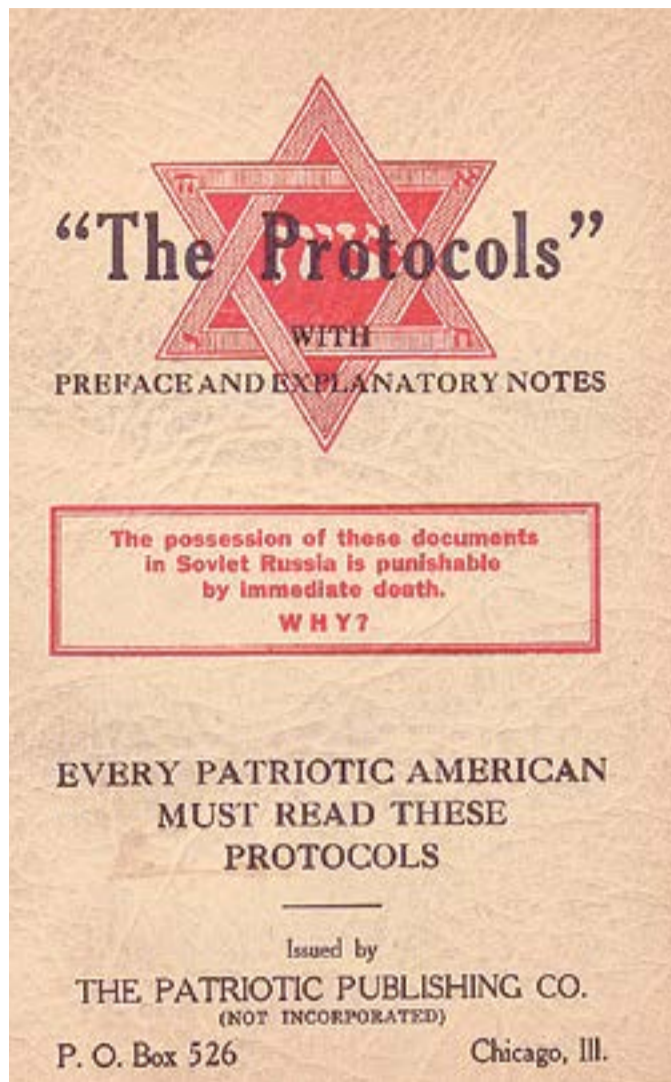 “The Protocols”
WITH
PREFACE AND EXPLANATORY NOTES
The possession of these documents
in Soviet Russia is punishable
by immediate death.
WHY?
EVERY PATRIOTIC AMERICAN
MUST READ THESE
PROTOCOLS
Issued by
THE PATRIOTIC PUBLISHING CO.
(NOT INCORPORATED)
P. O. Box 526 Chicago, Ill.